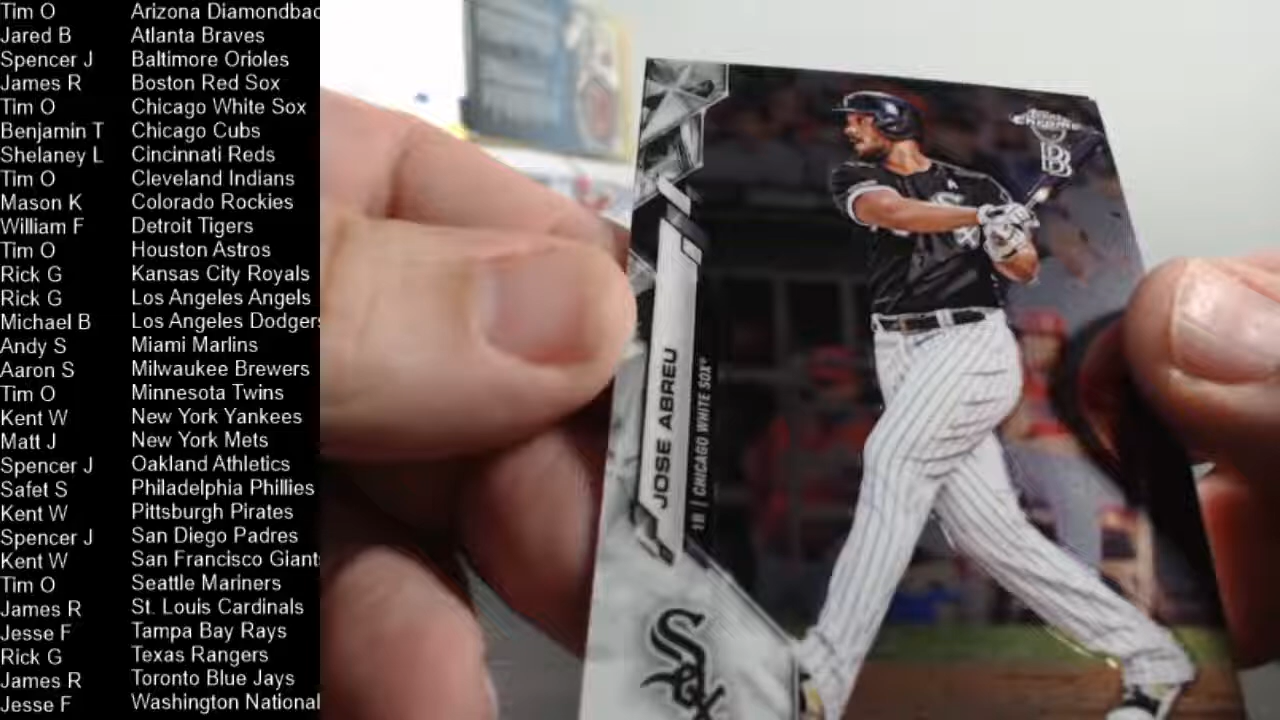 Tim O Arizona Diamondbac
Jared B Atlanta Braves
Spencer J Baltimore Orioles
James R Boston Red Sox
Tim O Chicago White Sox
Benjamin T Chicago Cubs
Shelaney L Cincinnati Reds
Tim O Cleveland Indians
Mason K Colorado Rockies
William F Detroit Tigers
Tim O Houston Astros
Rick G Kansas City Royals
Rick G Los Angeles Angels
Michael B Los Angeles Dodgers
Andy S Miami Marlins
Aaron S Milwaukee Brewers
Tim O Minnesota Twins
Kent W New York Yankees
Matt J New York Mets
Spencer J Oakland Athletics
Safet S Philadelphia Phillies
Kent W Pittsburgh Pirates
Spencer J San Diego Padres
Kent W San Francisco Giant
Tim O Seattle Mariners
James R St. Louis Cardinals
Jesse F Tampa Bay Rays
Rick G Texas Rangers
James R Toronto Blue Jays
Jesse F Washington National
CHROME
B
JOSE ABREU
1B | CHICAGO WHITE SOX
Sox